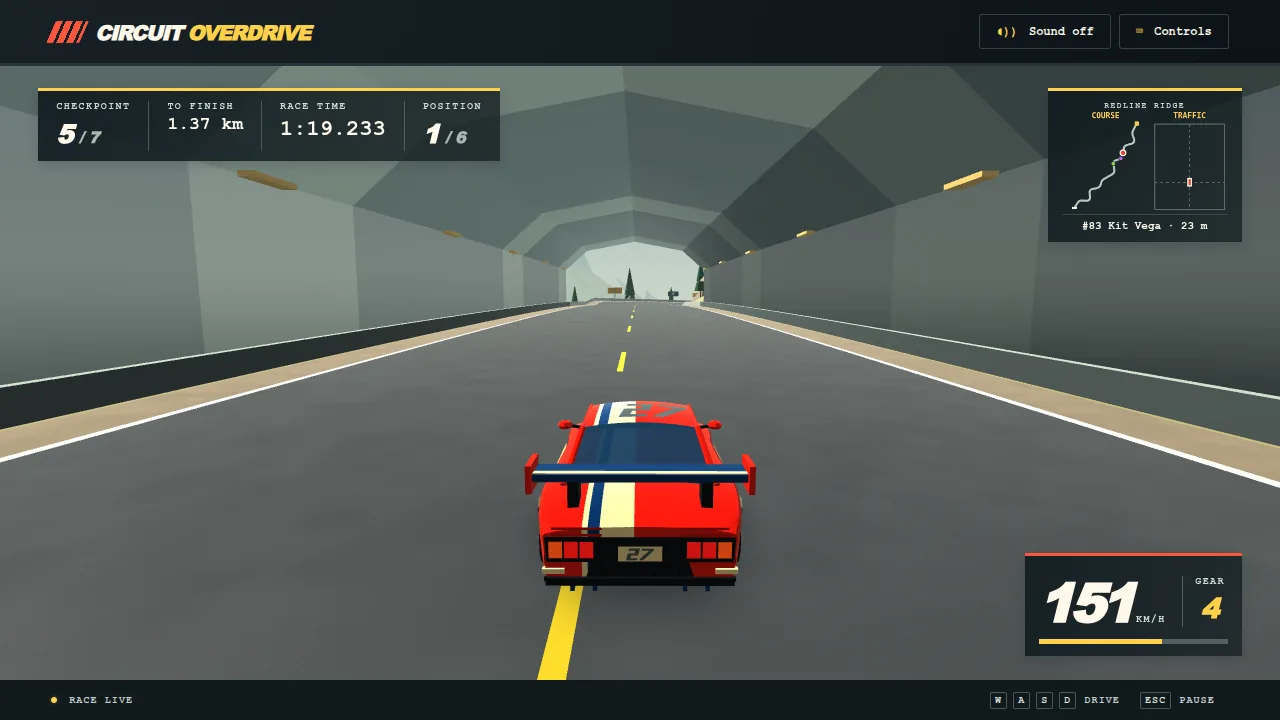 CIRCUIT OVERDRIVE
Sound off
Controls
CHECKPOINT
5/7
TO FINISH
1.37 km
RACE TIME
1:19.233
POSITION
1/6
REDLINE RIDGE
COURSE
TRAFFIC
#83 Kit Vega · 23 m
27
27
151 KM/H
GEAR
4
RACE LIVE
W A S D DRIVE
ESC PAUSE